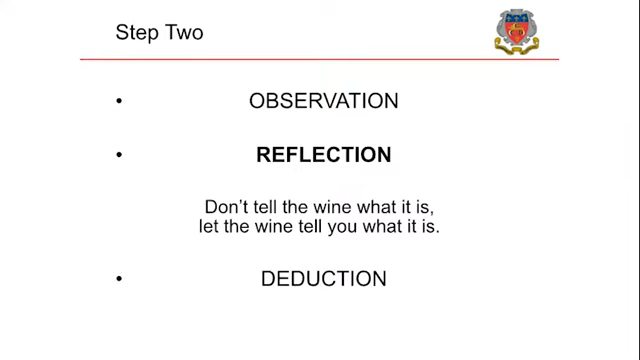 Step Two
• OBSERVATION
• REFLECTION
Don't tell the wine what it is,
let the wine tell you what it is.
• DEDUCTION